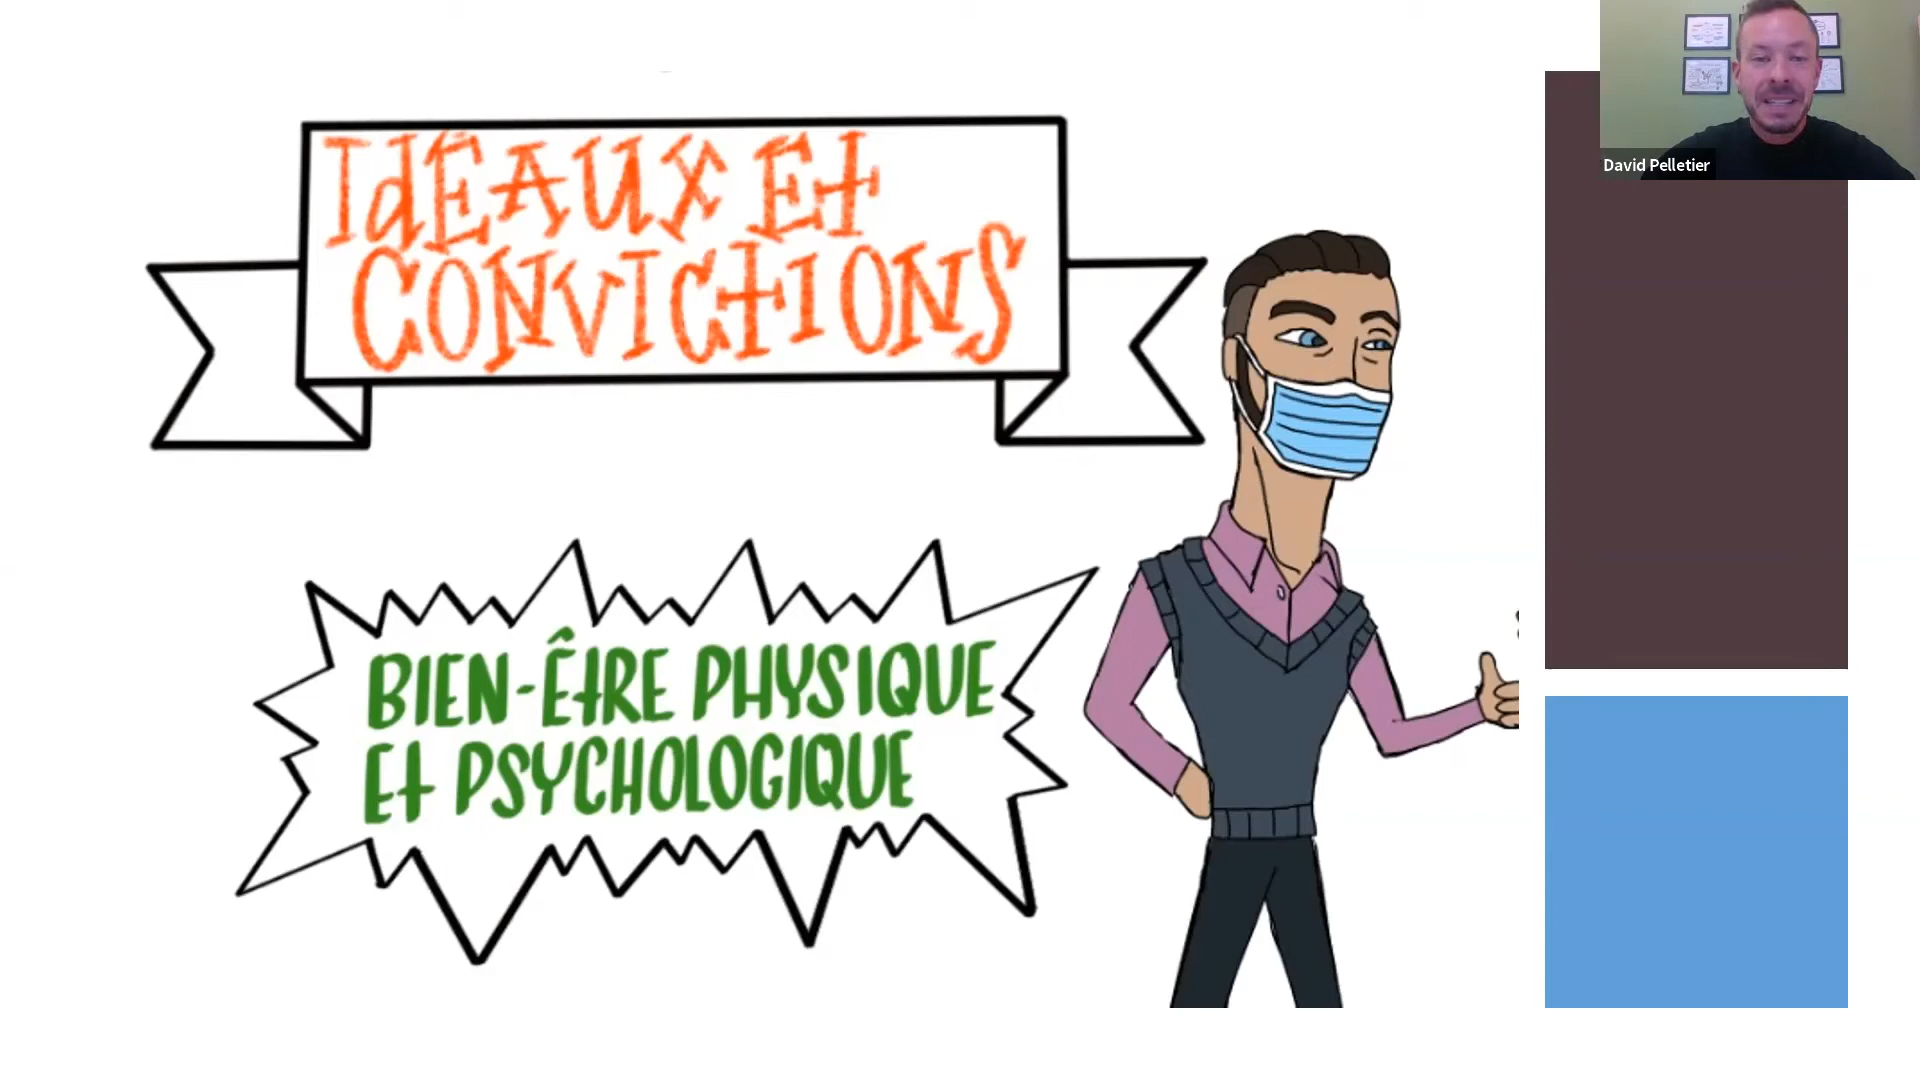 IdÉAUX Et
CONVICTIONS
BIEN-ÊtRE PHYSIQUE
Et PSYCHOLOGIQUE
David Pelletier